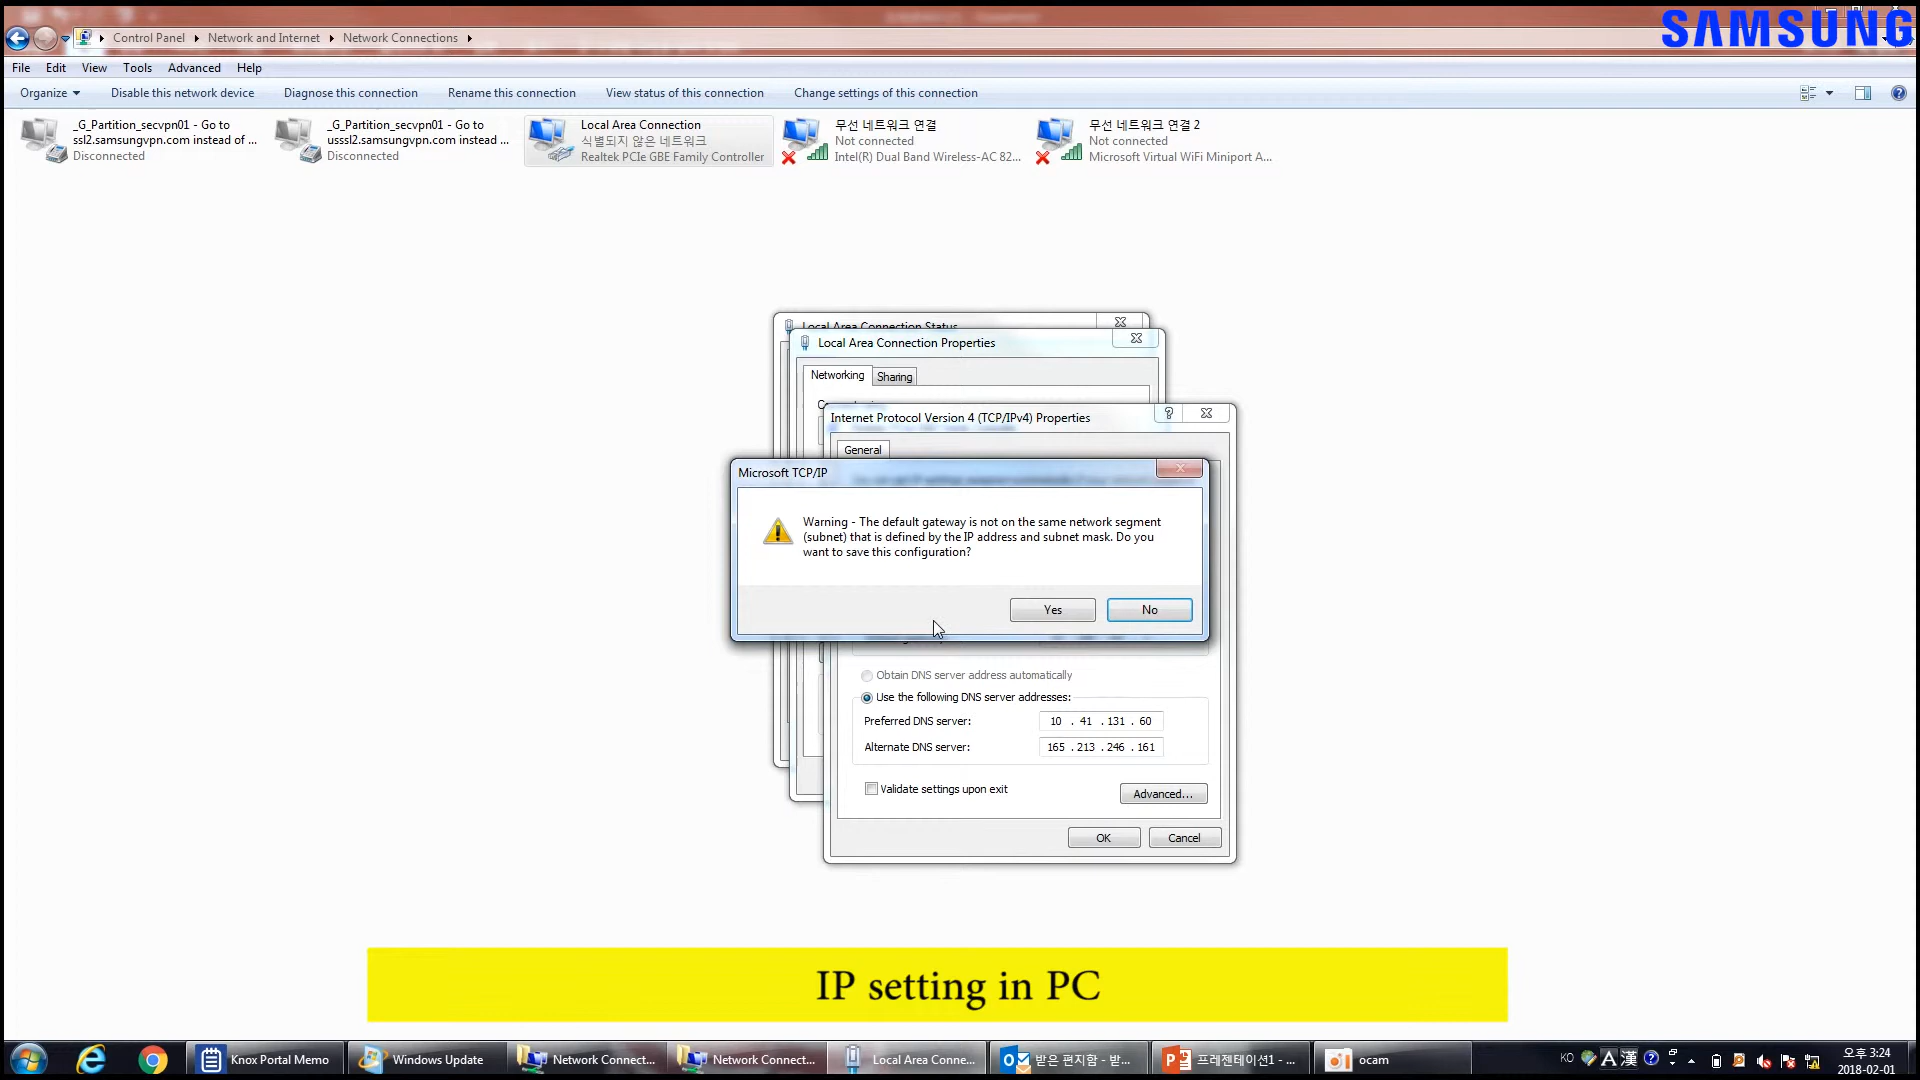 SAMSUNG
Control Panel
Network and Internet
Network Connections
File Edit View Tools Advanced Help
Organize
Disable this network device
Diagnose this connection
Rename this connection
View status of this connection
Change settings of this connection
_G_Partition_secvpn01 - Go to
ssl2.samsungvpn.com instead of ...
Disconnected
_G_Partition_secvpn01 - Go to
usssl2.samsungvpn.com instead ...
Disconnected
Local Area Connection
식별되지 않은 네트워크
Realtek PCIe GBE Family Controller
무선 네트워크 연결
Not connected
Intel(R) Dual Band Wireless-AC 82...
무선 네트워크 연결 2
Not connected
Microsoft Virtual WiFi Miniport A...
Local Area Connection Status
Local Area Connection Properties
Networking
Sharing
Internet Protocol Version 4 (TCP/IPv4) Properties
General
Microsoft TCP/IP
Warning - The default gateway is not on the same network segment
(subnet) that is defined by the IP address and subnet mask. Do you
want to save this configuration?
Yes
No
Obtain DNS server address automatically
Use the following DNS server addresses:
Preferred DNS server: 10 . 41 . 131 . 60
Alternate DNS server: 165 . 213 . 246 . 161
Validate settings upon exit
Advanced...
OK
Cancel
IP setting in PC
Knox Portal Memo
Windows Update
Network Connect...
Network Connect...
Local Area Conne...
받은 편지함 - 받...
프레젠테이션1 - ...
ocam
KO
A漢
오후 3:24
2018-02-01